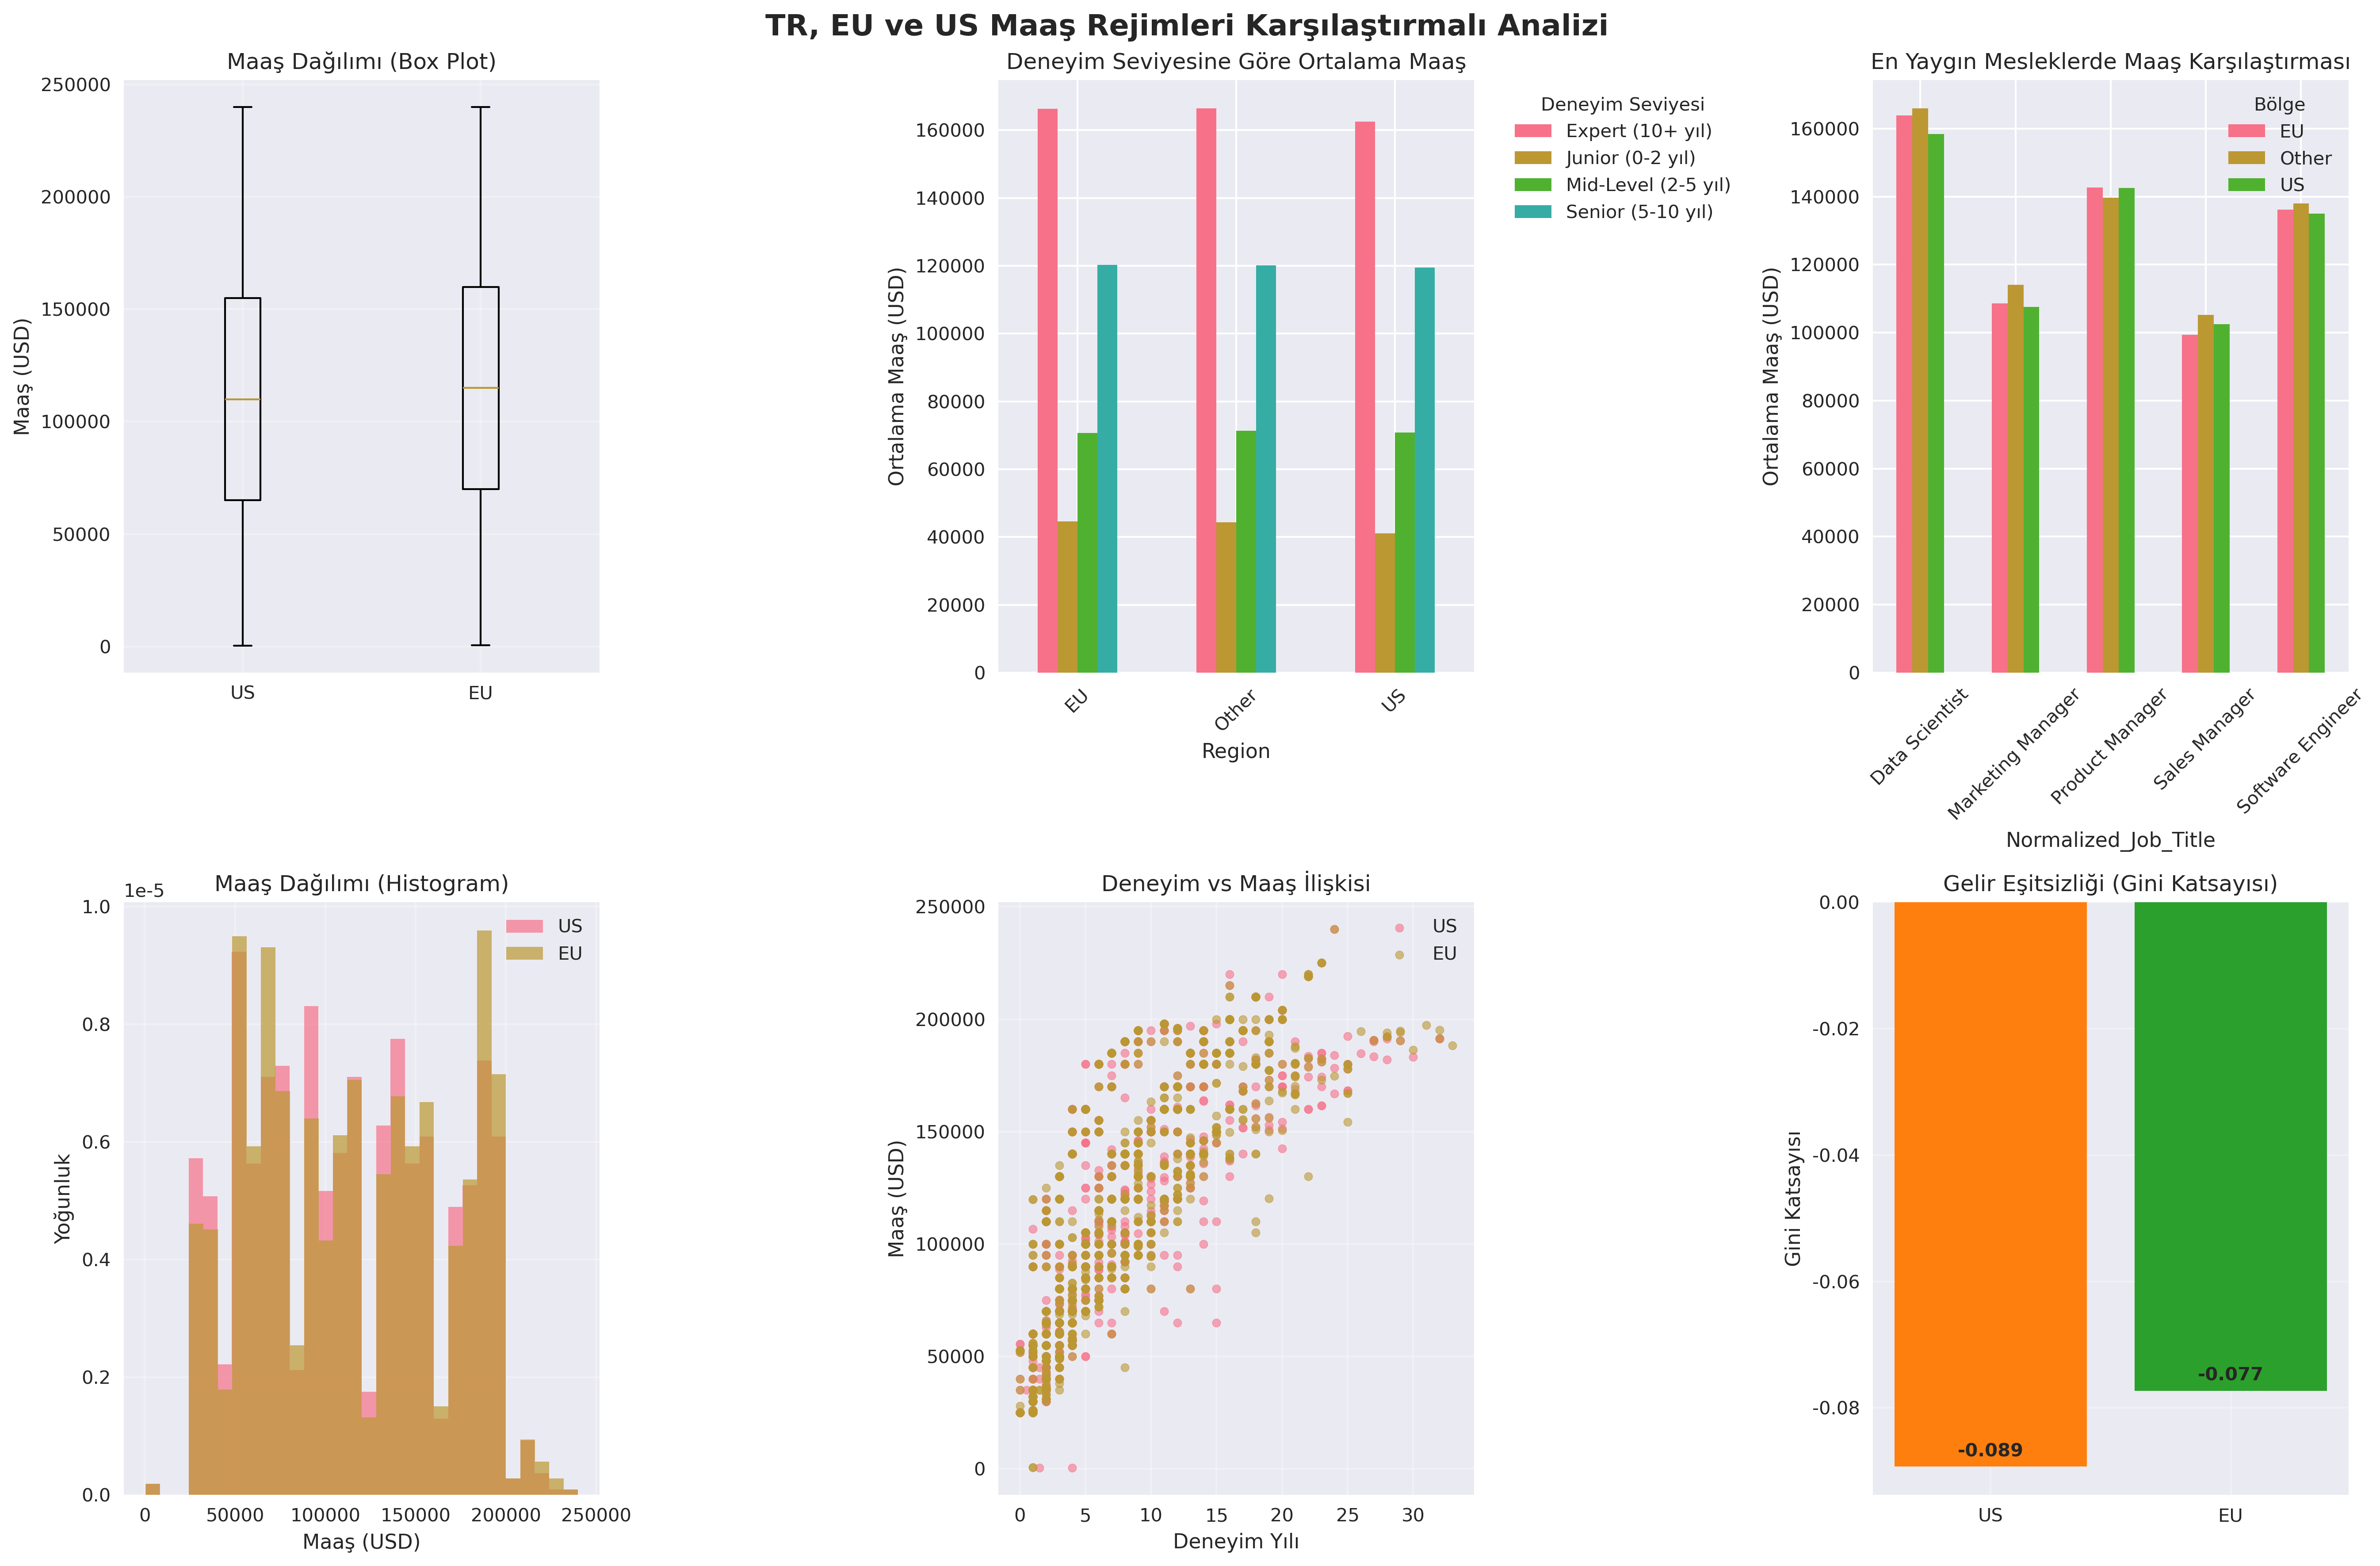 TR, EU ve US Maaş Rejimleri Karşılaştırmalı Analizi
Maaş Dağılımı (Box Plot)
Maaş (USD)
250000
200000
150000
100000
50000
0
US
EU
Deneyim Seviyesine Göre Ortalama Maaş
Ortalama Maaş (USD)
160000
140000
120000
100000
80000
60000
40000
20000
0
EU
Other
US
Region
Deneyim Seviyesi
Expert (10+ yıl)
Junior (0-2 yıl)
Mid-Level (2-5 yıl)
Senior (5-10 yıl)
En Yaygın Mesleklerde Maaş Karşılaştırması
Ortalama Maaş (USD)
160000
140000
120000
100000
80000
60000
40000
20000
0
Bölge
EU
Other
US
Data Scientist
Marketing Manager
Product Manager
Sales Manager
Software Engineer
Normalized_Job_Title
Maaş Dağılımı (Histogram)
1e-5
Yoğunluk
1.0
0.8
0.6
0.4
0.2
0.0
US
EU
0
50000
100000
150000
200000
250000
Maaş (USD)
Deneyim vs Maaş İlişkisi
Maaş (USD)
250000
200000
150000
100000
50000
0
US
EU
0
5
10
15
20
25
30
Deneyim Yılı
Gelir Eşitsizliği (Gini Katsayısı)
Gini Katsayısı
0.00
-0.02
-0.04
-0.06
-0.08
-0.089
-0.077
US
EU